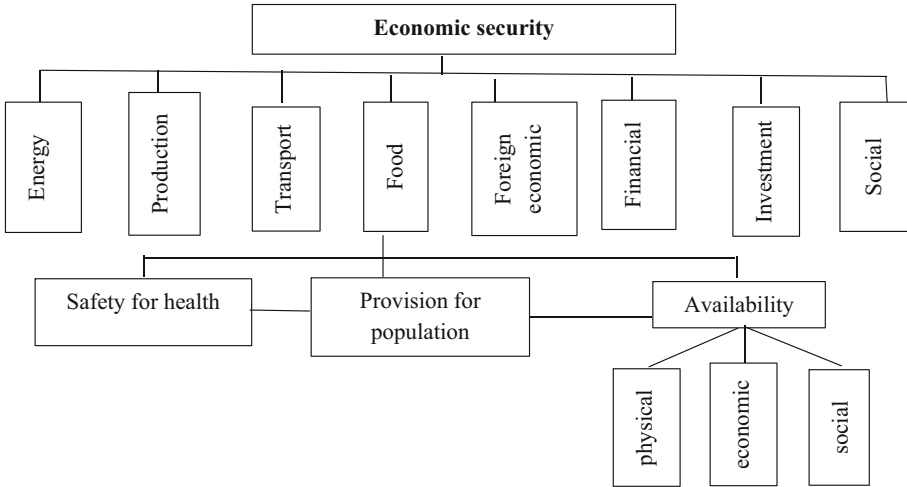 Economic security
Energy
Production
Transport
Food
Foreign
economic
Financial
Investment
Social
Safety for health
Provision for
population
Availability
physical
economic
social